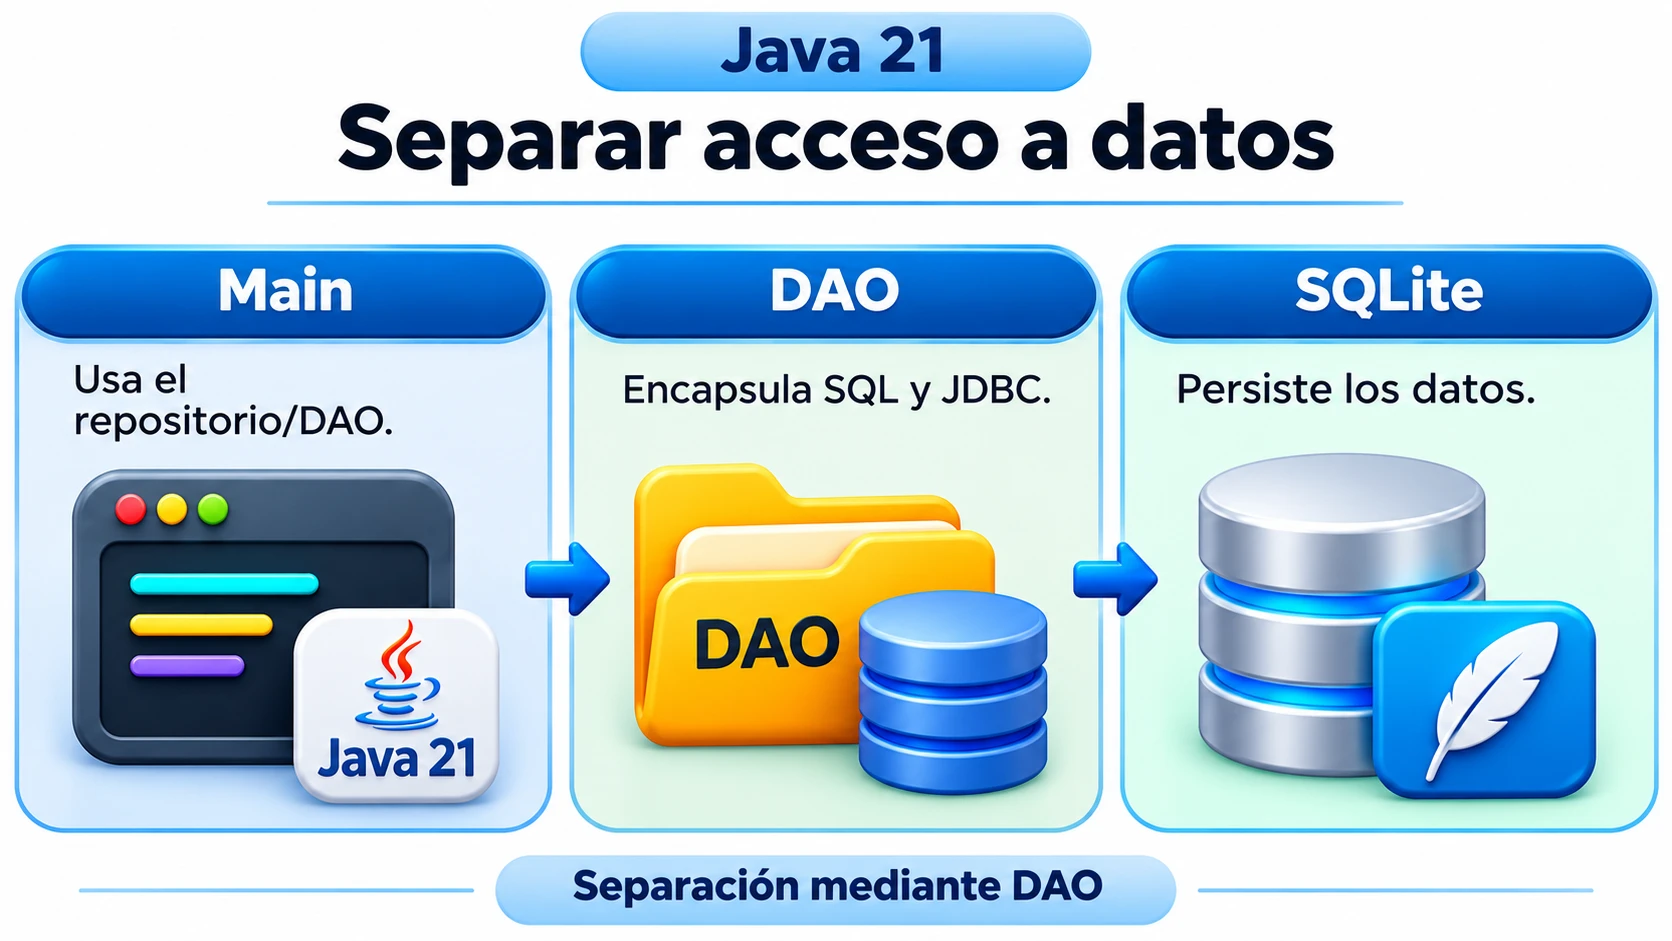 Java 21
Separar acceso a datos
Main
Usa el
repositorio/DAO.
Java 21
DAO
Encapsula SQL y JDBC.
DAO
SQLite
Persiste los datos.
Separación mediante DAO